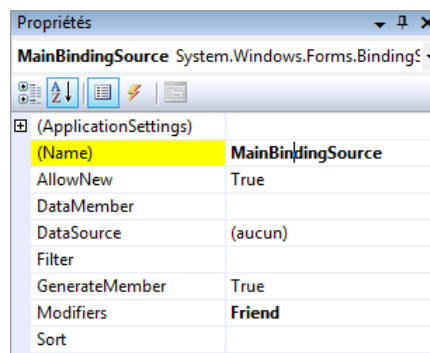 Propriétés
MainBindingSource System.Windows.Forms.BindingS
(ApplicationSettings)
(Name) MainBindingSource
AllowNew True
DataMember
DataSource (aucun)
Filter
GenerateMember True
Modifiers Friend
Sort